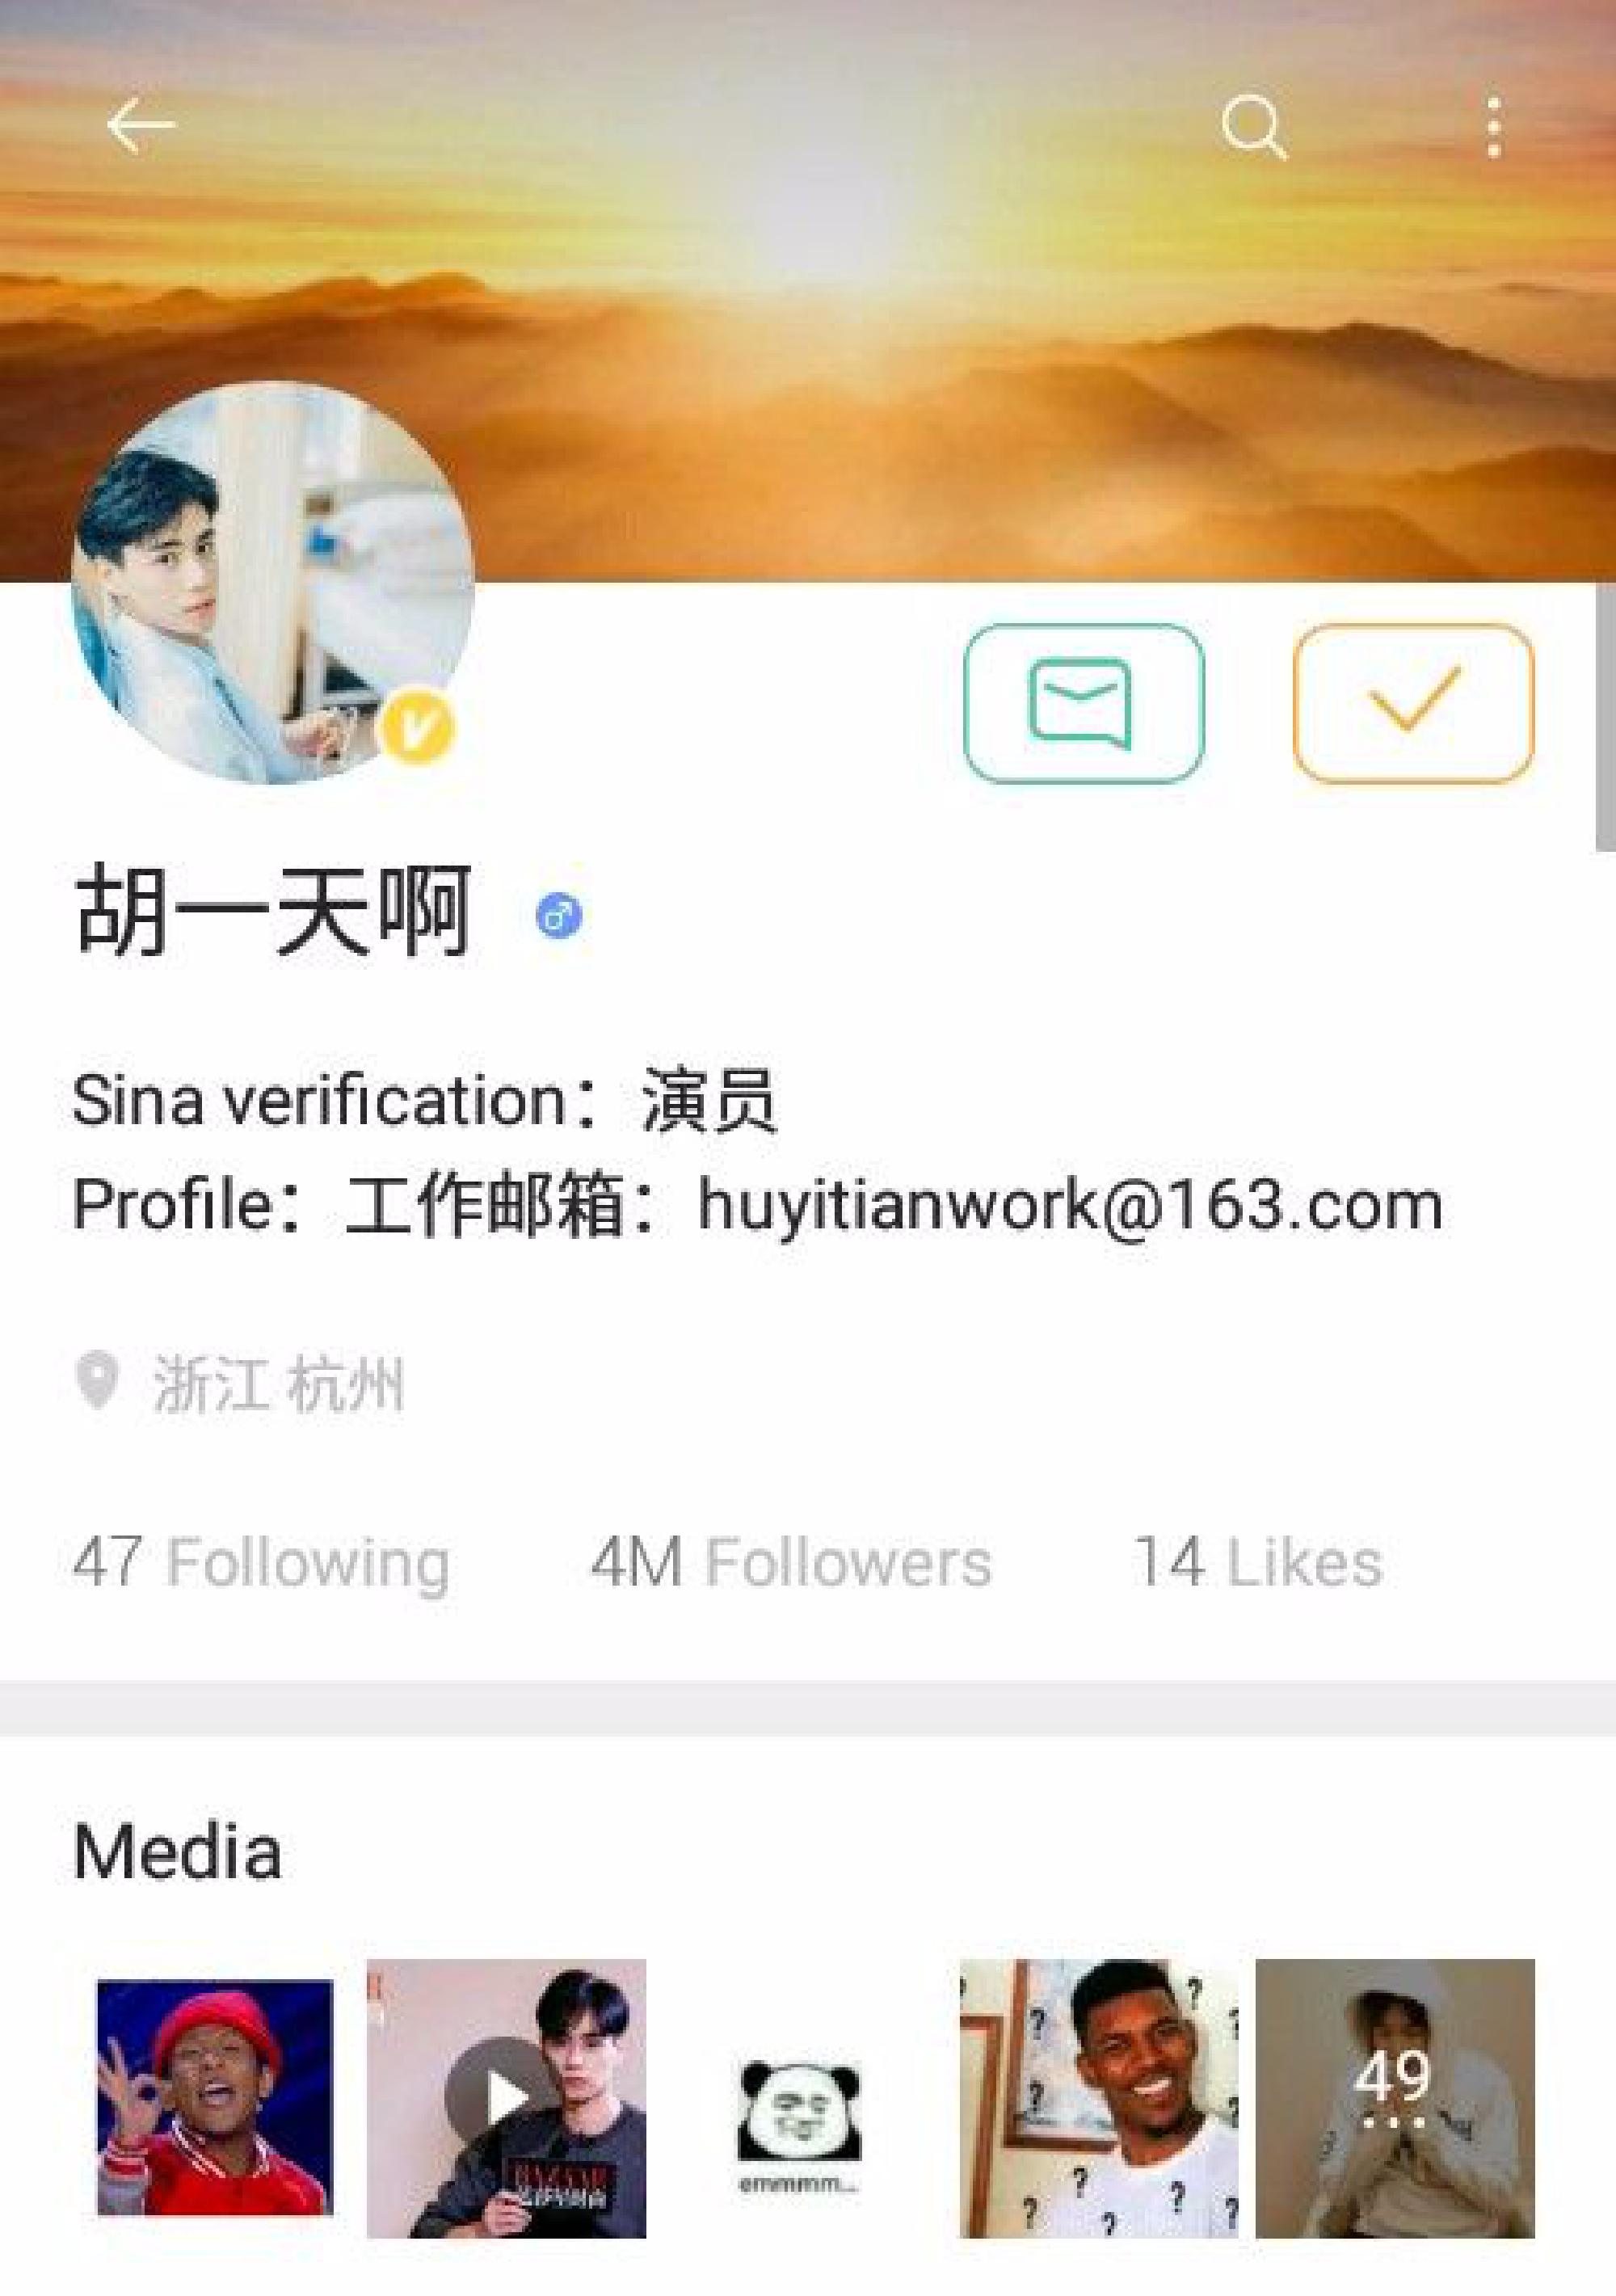 胡一天啊
Sina verification：演员
Profile：工作邮箱：huyitianwork@163.com
浙江 杭州
47 Following 4M Followers 14 Likes
Media
BAZAAR
emmmm...
? ? ? ? ? ? ? ? ? ?
49
...